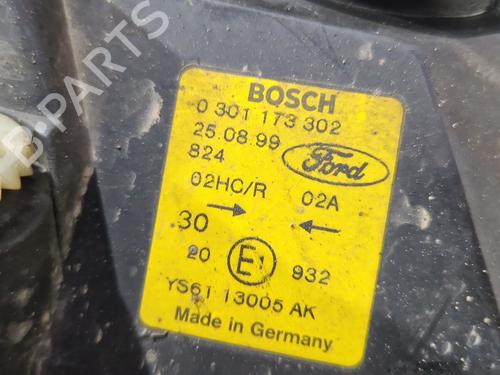 B-PARTS
BOSCH
0 301 173 302
25.08.99
824
Ford
02HC/R 02A
30
20 E1 932
YS61 13005 AK
Made in Germany